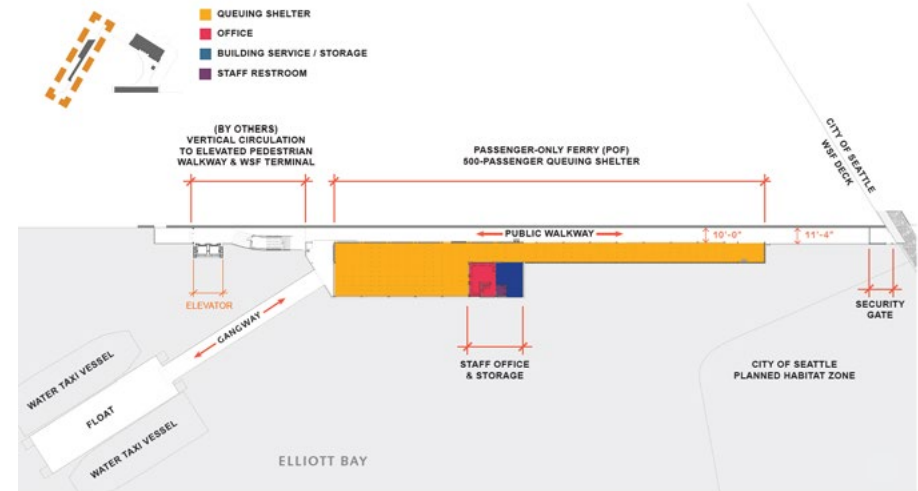 QUEUING SHELTER
OFFICE
BUILDING SERVICE / STORAGE
STAFF RESTROOM
(BY OTHERS)
VERTICAL CIRCULATION
TO ELEVATED PEDESTRIAN
WALKWAY & WSF TERMINAL
PASSENGER-ONLY FERRY (POF)
500-PASSENGER QUEUING SHELTER
CITY OF SEATTLE
WSF DECK
PUBLIC WALKWAY
10'-0"
11'-4"
ELEVATOR
GANGWAY
SECURITY
GATE
STAFF OFFICE
& STORAGE
CITY OF SEATTLE
PLANNED HABITAT ZONE
WATER TAXI VESSEL
FLOAT
WATER TAXI VESSEL
ELLIOTT BAY